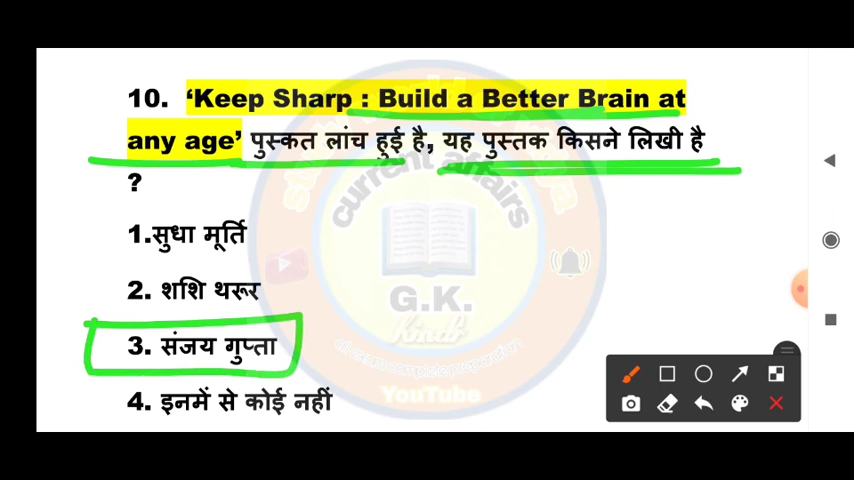 10. ‘Keep Sharp : Build a Better Brain at
any age’ पुस्कत लांच हुई है, यह पुस्तक किसने लिखी है
?
1.सुधा मूर्ति
2. शशि थरूर
3. संजय गुप्ता
4. इनमें से कोई नहीं
current affairs
G.K.
YouTube